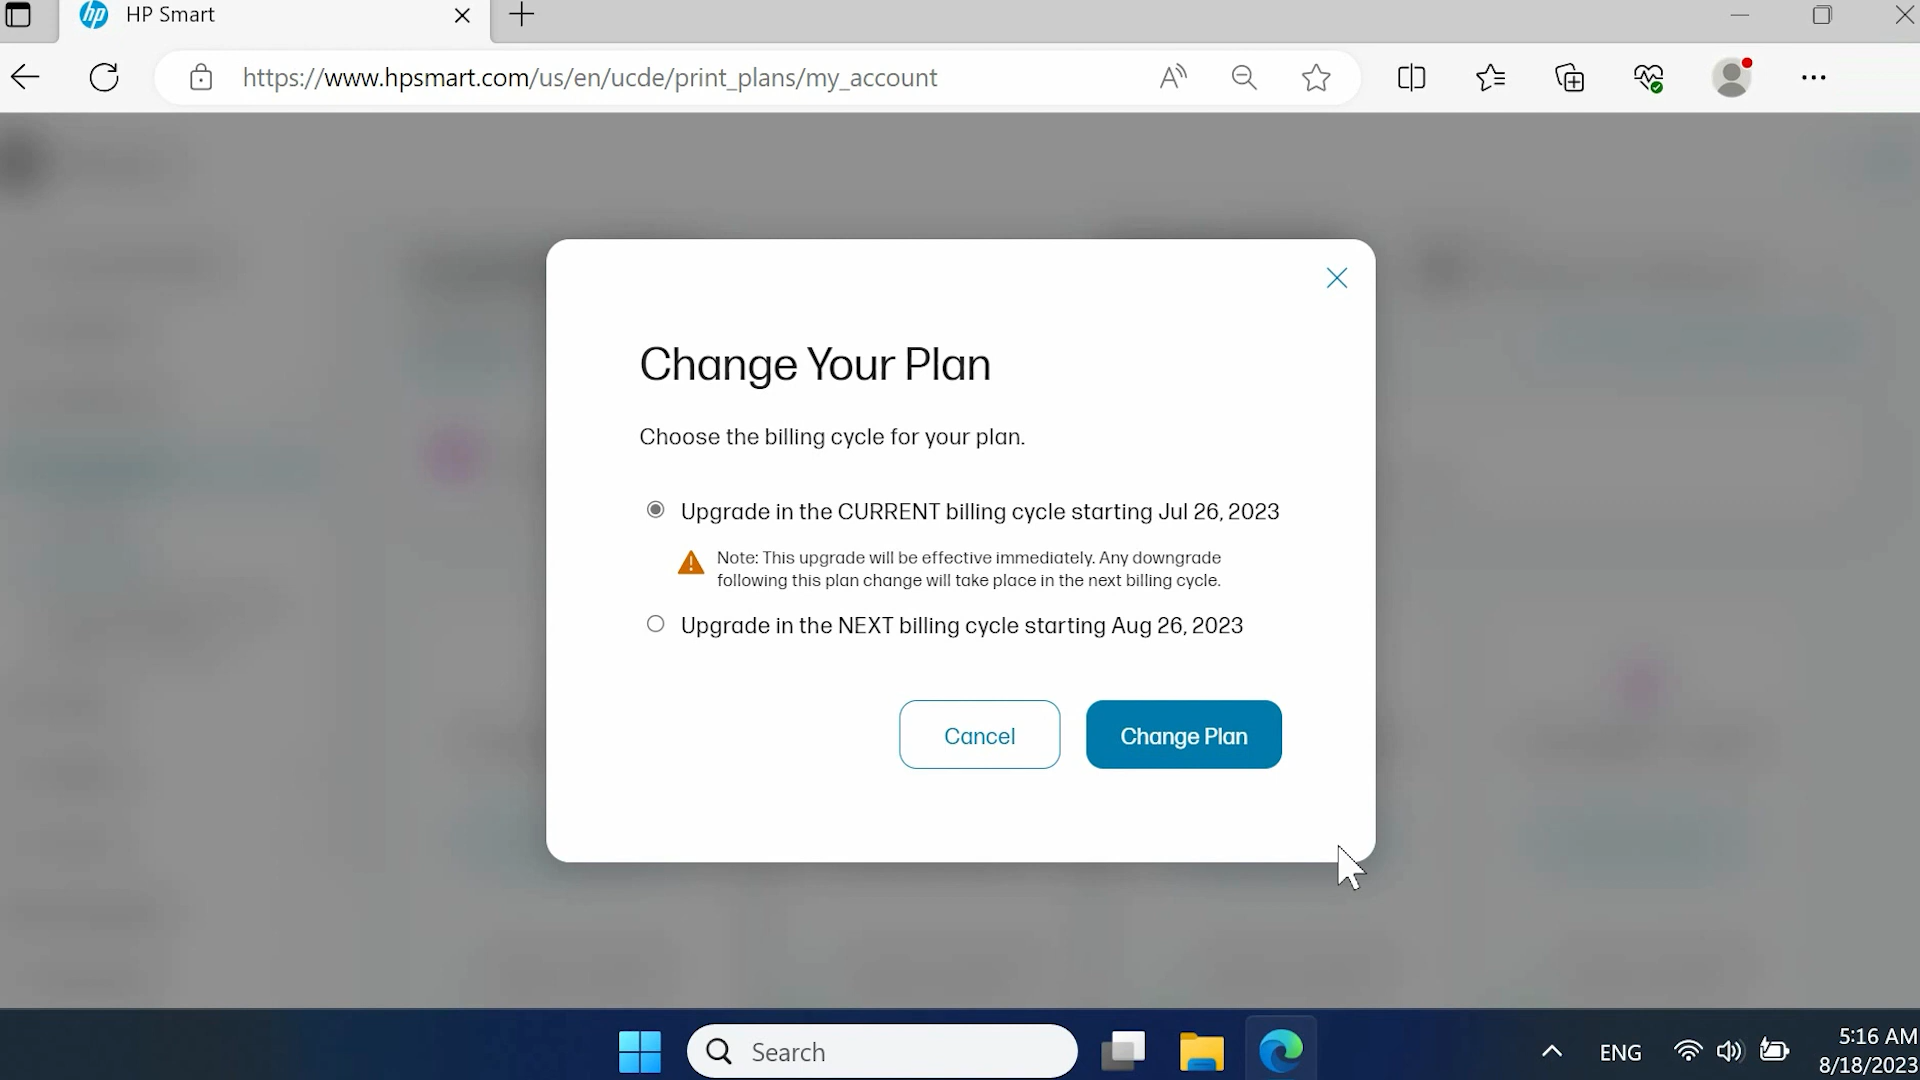 hp HP Smart
https://www.hpsmart.com/us/en/ucde/print_plans/my_account
Change Your Plan
Choose the billing cycle for your plan.
Upgrade in the CURRENT billing cycle starting Jul 26, 2023
Note: This upgrade will be effective immediately. Any downgrade
following this plan change will take place in the next billing cycle.
Upgrade in the NEXT billing cycle starting Aug 26, 2023
Cancel Change Plan
Search
ENG
5:16 AM
8/18/2023